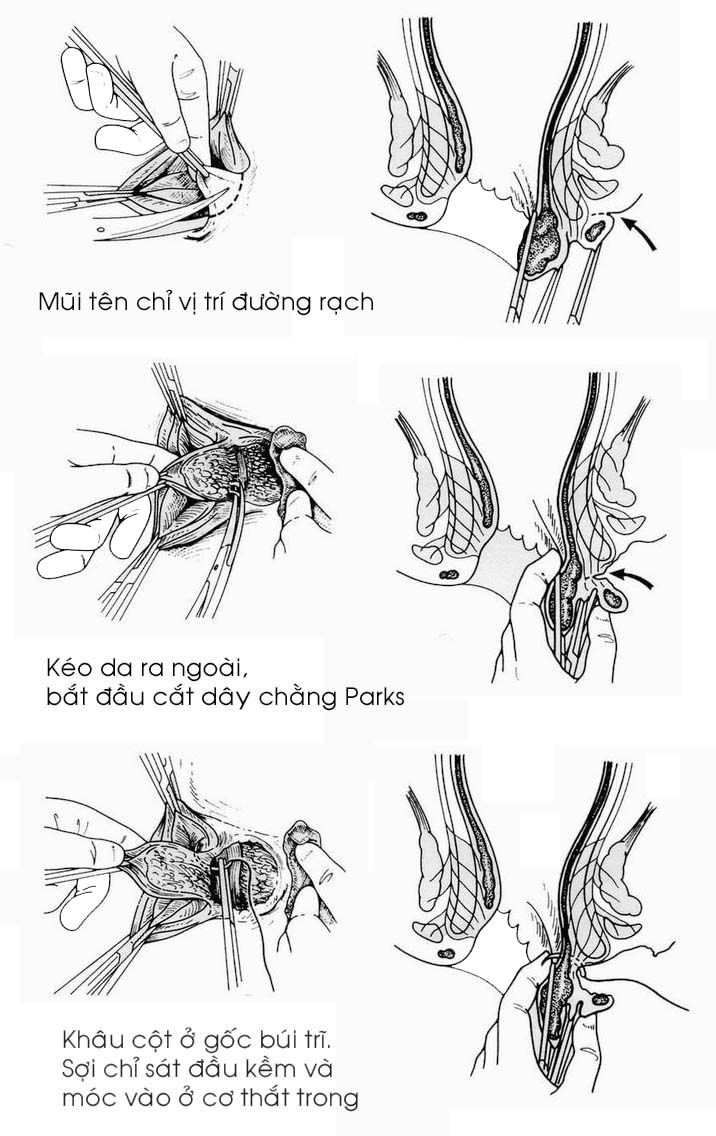 Mũi tên chỉ vị trí đường rạch
Kéo da ra ngoài,
bắt đầu cắt dây chằng Parks
Khâu cột ở gốc búi trĩ.
Sợi chỉ sát đầu kềm và
móc vào ở cơ thắt trong